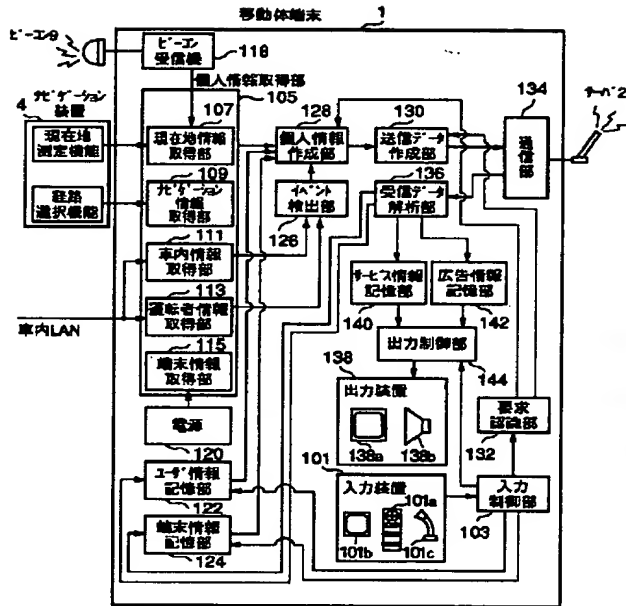 移動体端末
1
ビーコン9
ビーコン
受信機
118
個人情報取得部
105
4
ナビゲーション
装置
現在地
測定機能
経路
選択機能
107
現在地情報
取得部
109
ナビゲーション
情報
取得部
111
車内情報
取得部
113
運転者情報
取得部
115
端末情報
取得部
車内LAN
電源
120
ユーザ情報
記憶部
122
端末情報
記憶部
124
128
個人情報
作成部
イベント
検出部
126
130
送信データ
作成部
136
受信データ
解析部
134
送信部
サーバ2
サービス情報
記憶部
140
広告情報
記憶部
142
出力制御部
144
138
出力装置
138a
138b
要求
認識部
132
101
入力装置
101a
101b
101c
入力
制御部
103